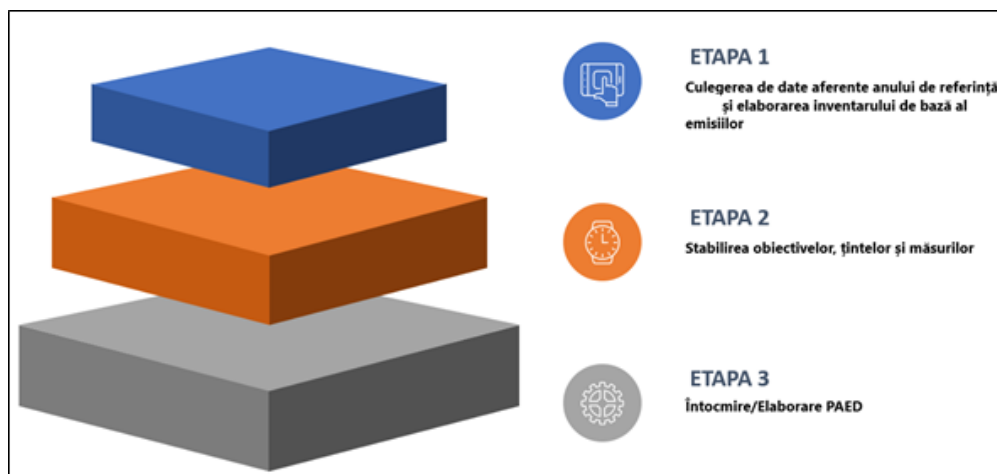 ETAPA 1
Culegerea de date aferente anului de referință
și elaborarea inventarului de bază al
emisiilor
ETAPA 2
Stabilirea obiectivelor, țintelor și măsurilor
ETAPA 3
Întocmire/Elaborare PAED